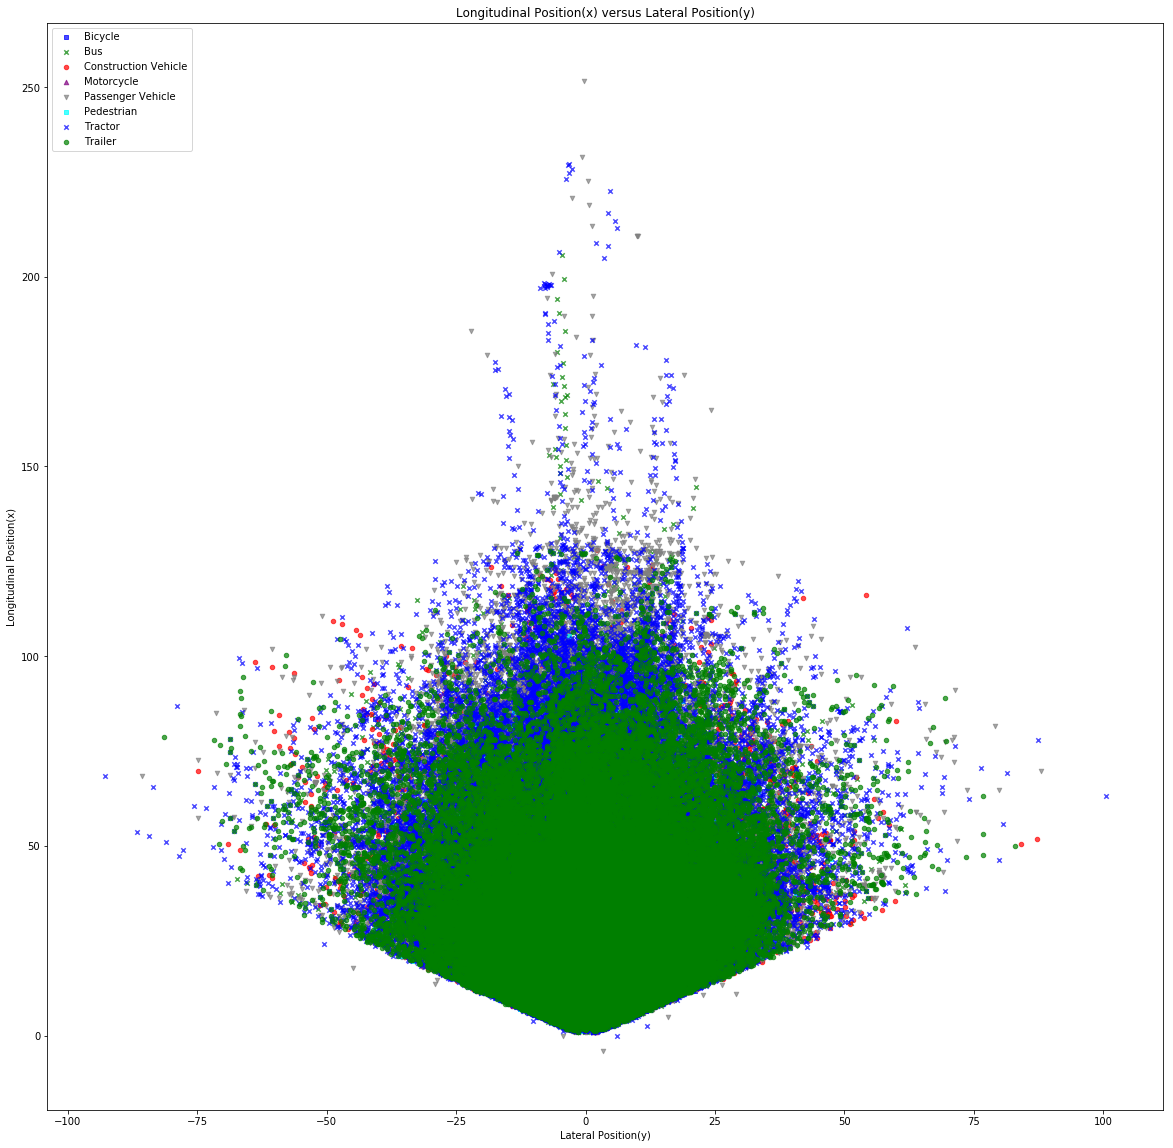 Longitudinal Position(x) versus Lateral Position(y)
Bicycle
Bus
Construction Vehicle
Motorcycle
Passenger Vehicle
Pedestrian
Tractor
Trailer
250
200
150
100
50
0
Longitudinal Position(x)
−100 −75 −50 −25 0 25 50 75 100
Lateral Position(y)